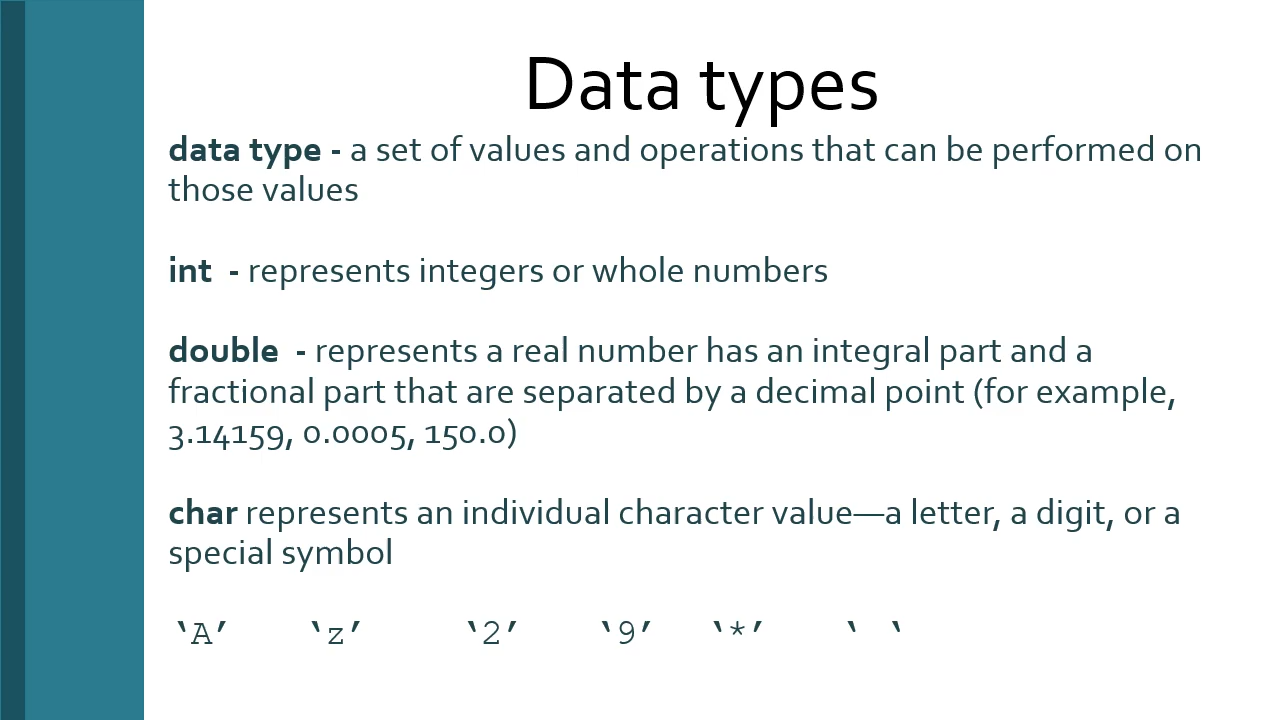 Data types
data type - a set of values and operations that can be performed on
those values
int  - represents integers or whole numbers
double  - represents a real number has an integral part and a
fractional part that are separated by a decimal point (for example,
3.14159, 0.0005, 150.0)
char represents an individual character value—a letter, a digit, or a
special symbol
‘A’ ‘z’ ‘2’ ‘9’ ‘*’ ‘ ‘